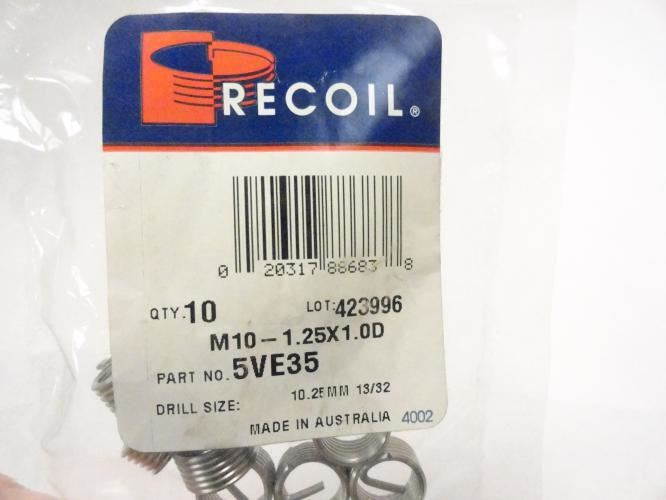 RECOIL®
0 20317 88683 8
QTY. 10 LOT: 423996
M10-1.25X1.0D
PART NO. 5VE35
DRILL SIZE: 10.25MM 13/32
MADE IN AUSTRALIA 4002